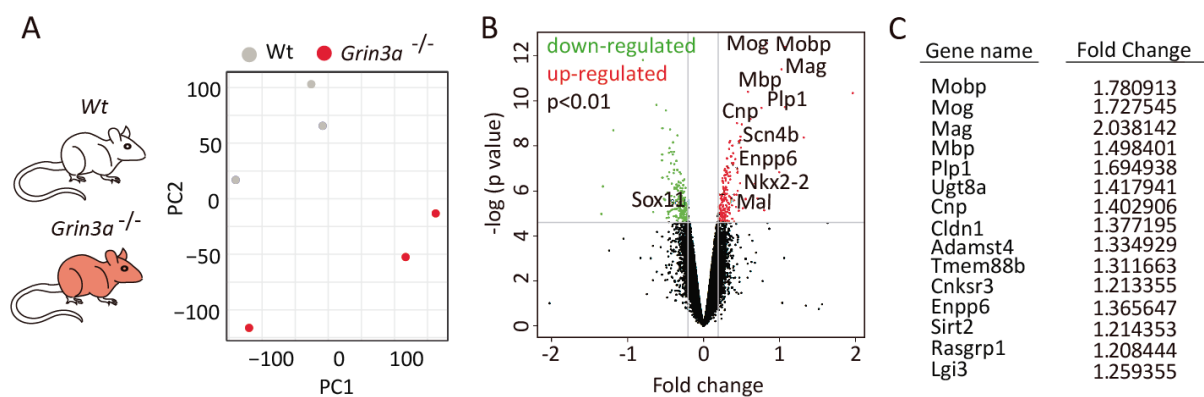 A
Wt
Grin3a -/-
Wt Grin3a -/-
100
50
0
−50
−100
PC2
−100 0 100
PC1
B
down-regulated
up-regulated
p<0.01
Mog Mobp
Mag
Mbp
Plp1
Cnp
Scn4b
Enpp6
Nkx2-2
Sox11
Mal
12
10
8
6
4
2
0
-log (p value)
-2 -1 0 1 2
Fold change
C
Gene name Fold Change
Mobp 1.780913
Mog 1.727545
Mag 2.038142
Mbp 1.498401
Plp1 1.694938
Ugt8a 1.417941
Cnp 1.402906
Cldn1 1.377195
Adamst4 1.334929
Tmem88b 1.311663
Cnksr3 1.213355
Enpp6 1.365647
Sirt2 1.214353
Rasgrp1 1.208444
Lgi3 1.259355